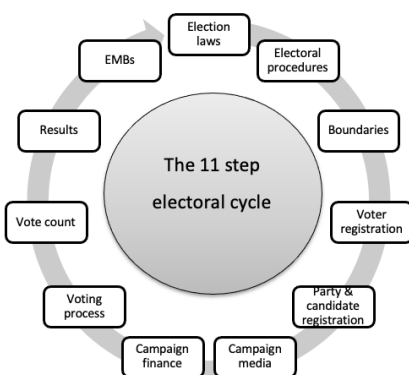 Election
laws
Electoral
procedures
Boundaries
Voter
registration
Party &
candidate
registration
Campaign
media
Campaign
finance
Voting
process
Vote count
Results
EMBs
The 11 step
electoral cycle